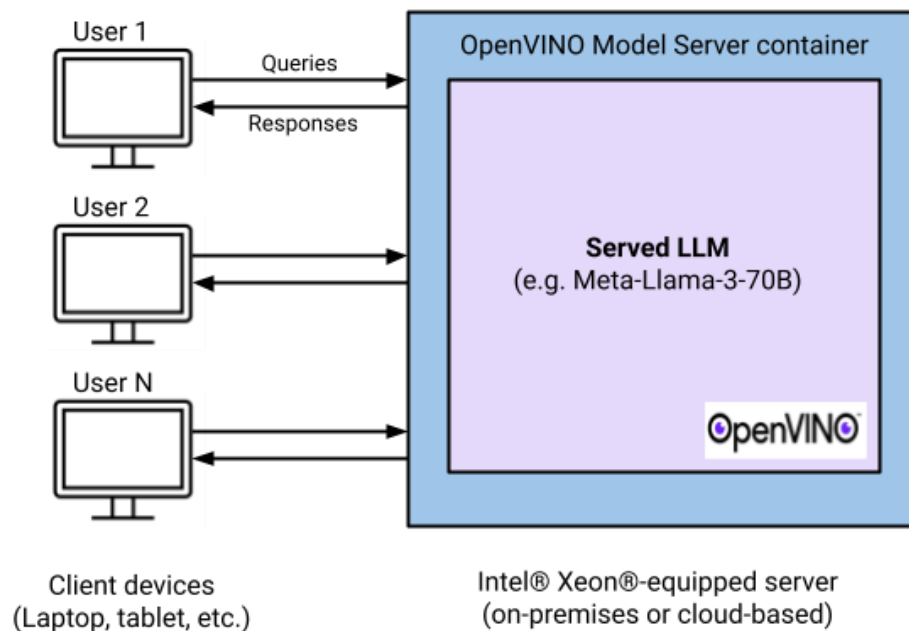 User 1
Queries
Responses
User 2
User N
Client devices
(Laptop, tablet, etc.)
OpenVINO Model Server container
Served LLM
(e.g. Meta-Llama-3-70B)
OpenVINO™
Intel® Xeon®-equipped server
(on-premises or cloud-based)